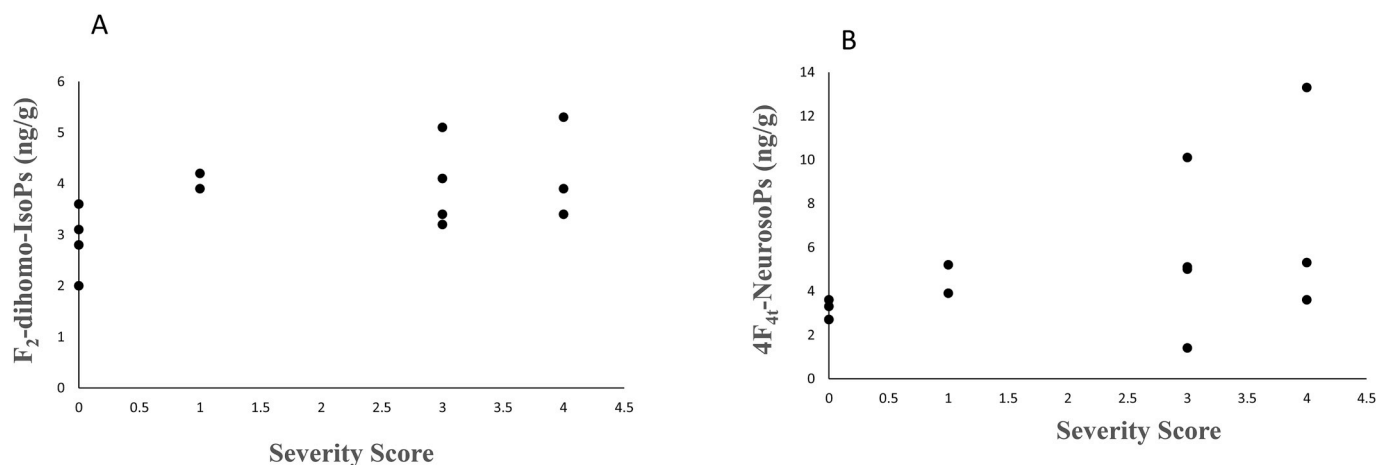 A
F₂-dihomo-IsoPs (ng/g)
6
5
4
3
2
1
0
0 0.5 1 1.5 2 2.5 3 3.5 4 4.5
Severity Score
B
4F₄ₜ-NeurosoPs (ng/g)
14
12
10
8
6
4
2
0
0 0.5 1 1.5 2 2.5 3 3.5 4 4.5
Severity Score